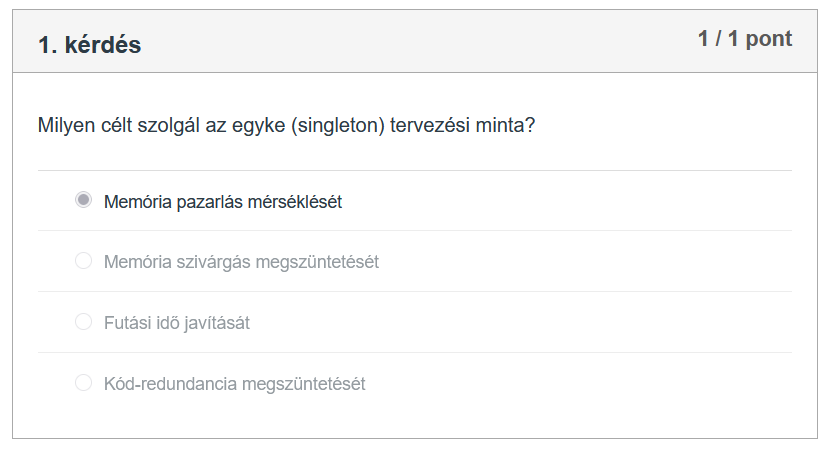 1. kérdés
1 / 1 pont
Milyen célt szolgál az egyke (singleton) tervezési minta?
Memória pazarlás mérséklését
Memória szivárgás megszüntetését
Futási idő javítását
Kód-redundancia megszüntetését